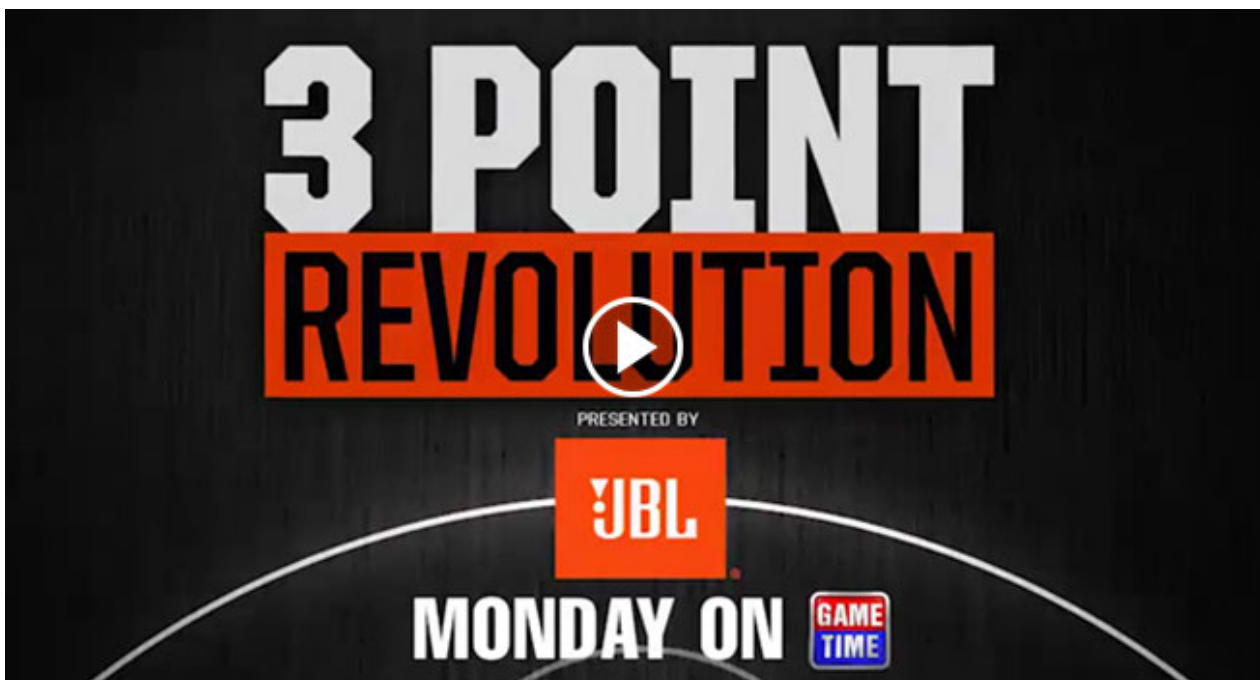 3 POINT
REVOLUTION
PRESENTED BY
JBL
MONDAY ON
GAME
TIME